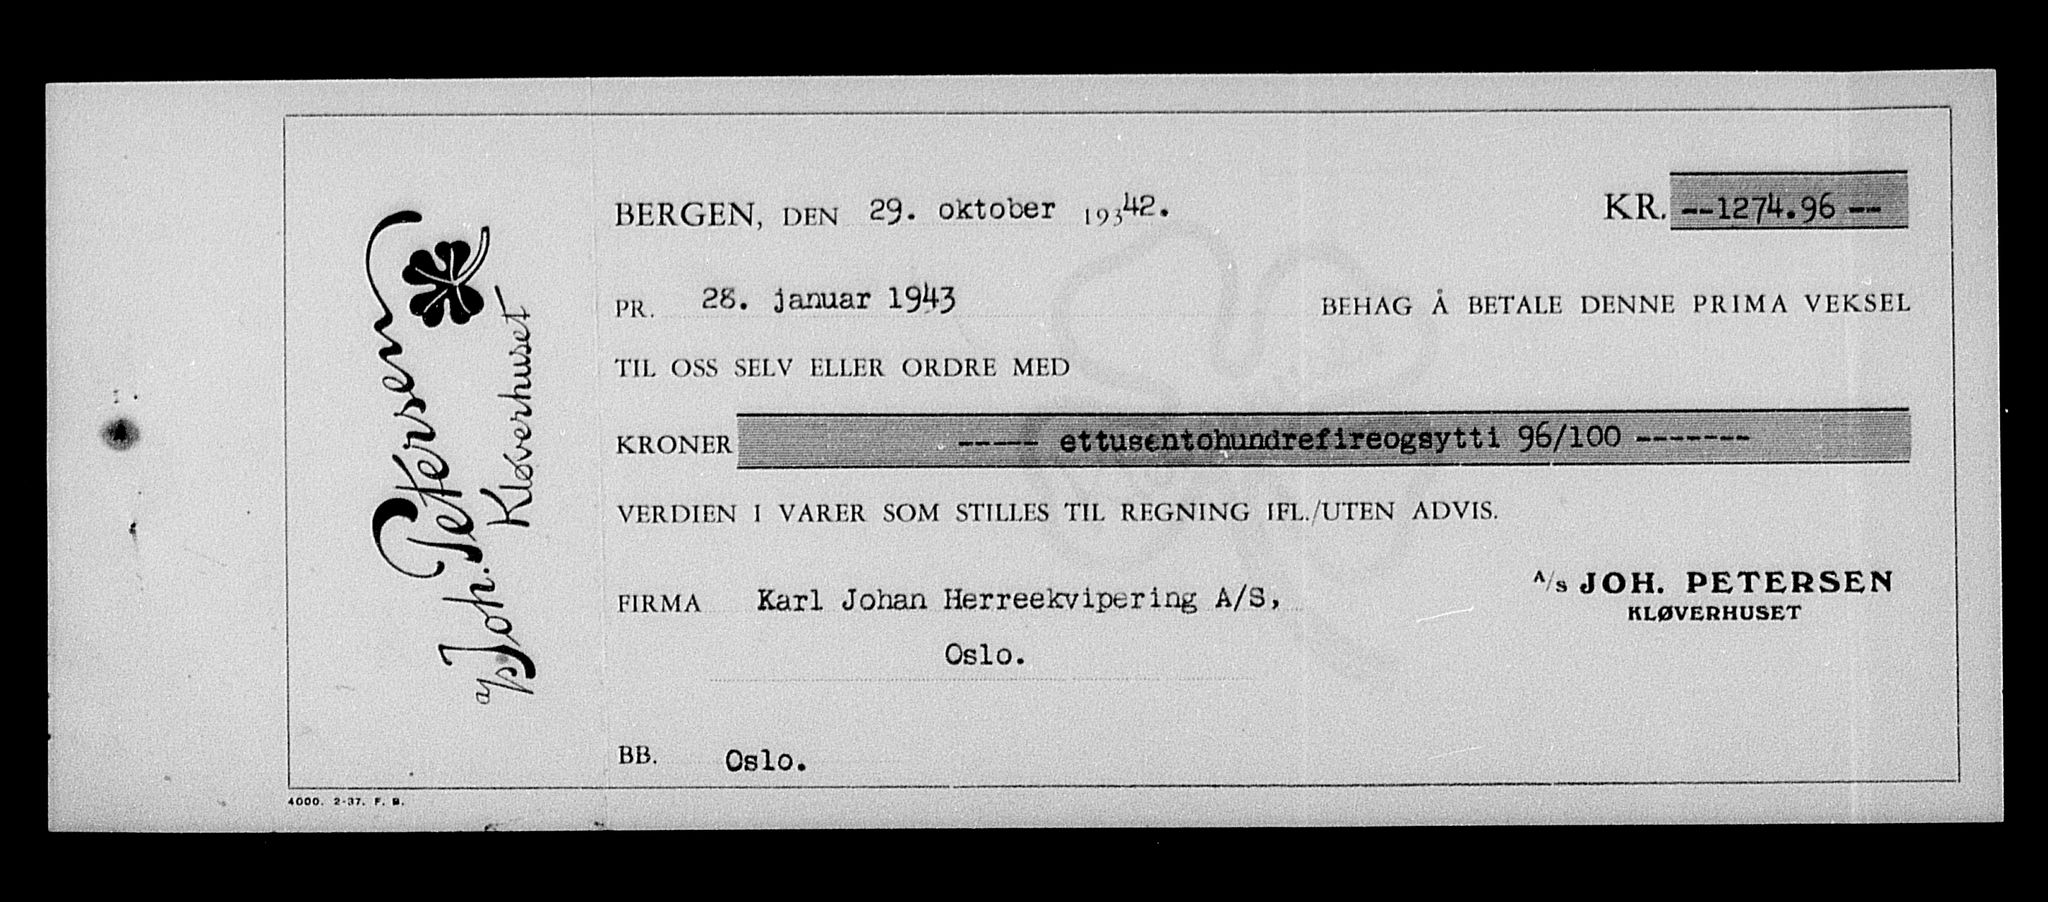 a/s Joh. Petersen
Kløverhuset
BERGEN, DEN 29. oktober 19342. KR. --1274.96 --
PR. 28. januar 1943 BEHAG Å BETALE DENNE PRIMA VEKSEL
TIL OSS SELV ELLER ORDRE MED
KRONER ----- ettusentohundrefireogsytti 96/100 -------
VERDIEN I VARER SOM STILLES TIL REGNING IFL./UTEN ADVIS.
A/S JOH. PETERSEN
KLØVERHUSET
FIRMA Karl Johan Herreekvipering A/S,
Oslo.
BB. Oslo.
4000. 2-37. F. B.